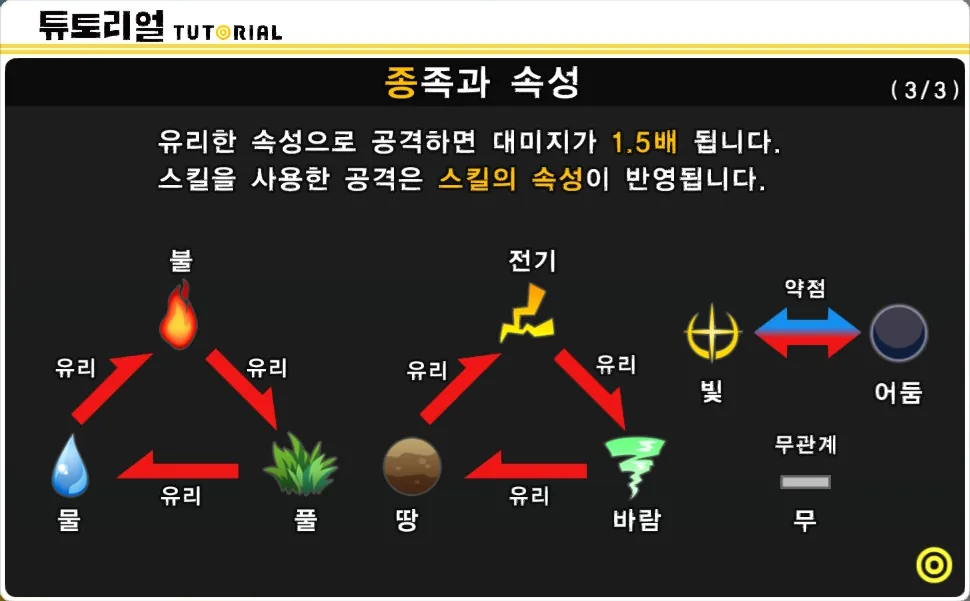 튜토리얼 TUTORIAL
종족과 속성
(3/3)
유리한 속성으로 공격하면 대미지가 1.5배 됩니다.
스킬을 사용한 공격은 스킬의 속성이 반영됩니다.
불
유리
유리
물
유리
풀
전기
유리
유리
땅
유리
바람
약점
빛
어둠
무관계
무